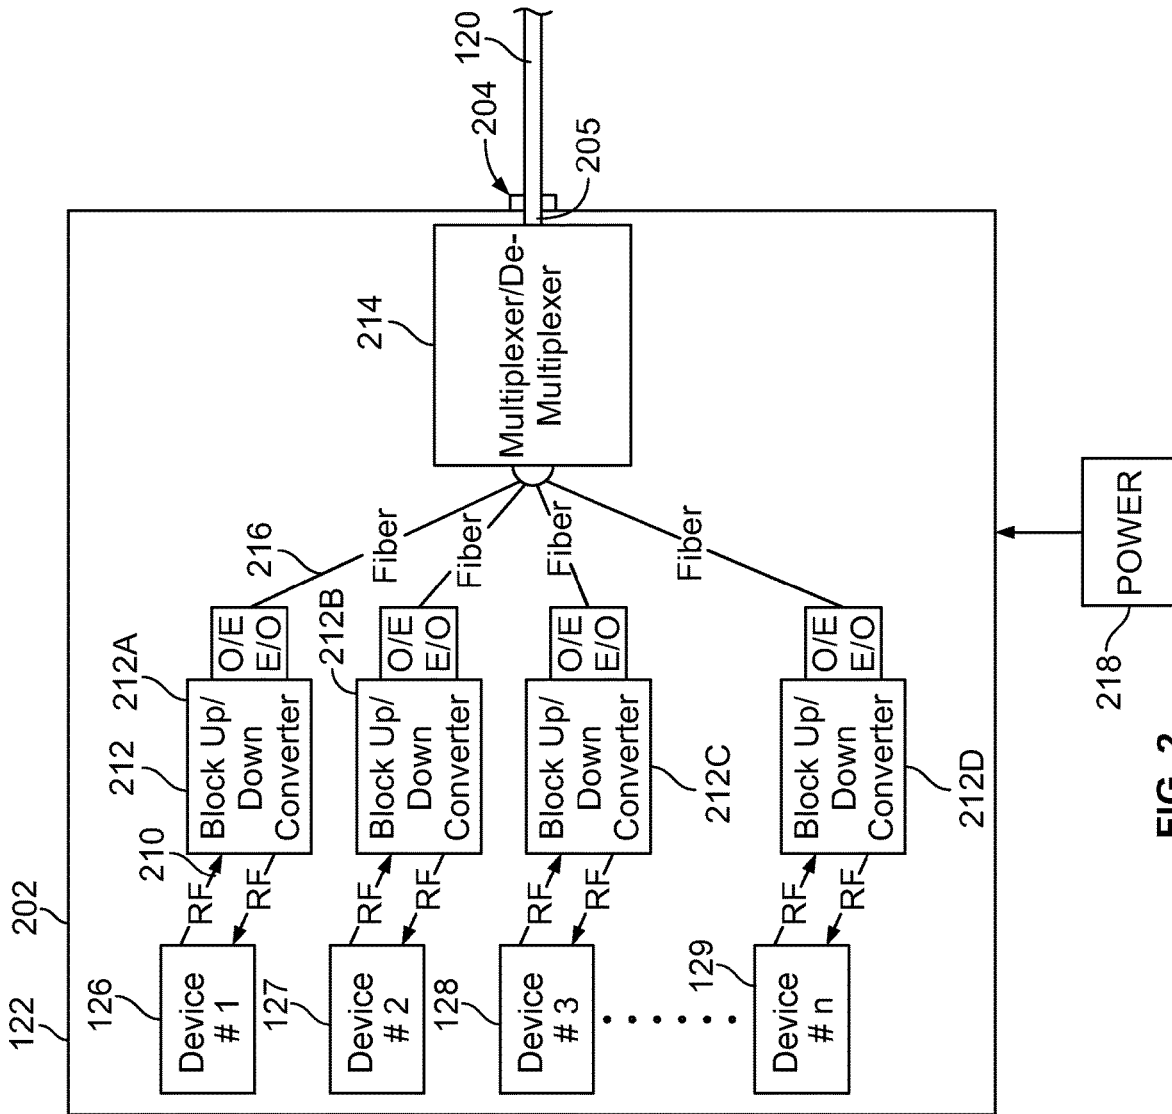 122
202
126
Device
# 1
RF
210
RF
212
212A
Block Up/
Down
Converter
O/E
E/O
216
Fiber
127
Device
# 2
RF
RF
Block Up/
Down
Converter
212B
O/E
E/O
Fiber
214
Multiplexer/De-
Multiplexer
204
205
120
128
Device
# 3
RF
RF
Block Up/
Down
Converter
212C
O/E
E/O
Fiber
129
Device
# n
RF
RF
Block Up/
Down
Converter
212D
O/E
E/O
Fiber
218
POWER
FIG. 2